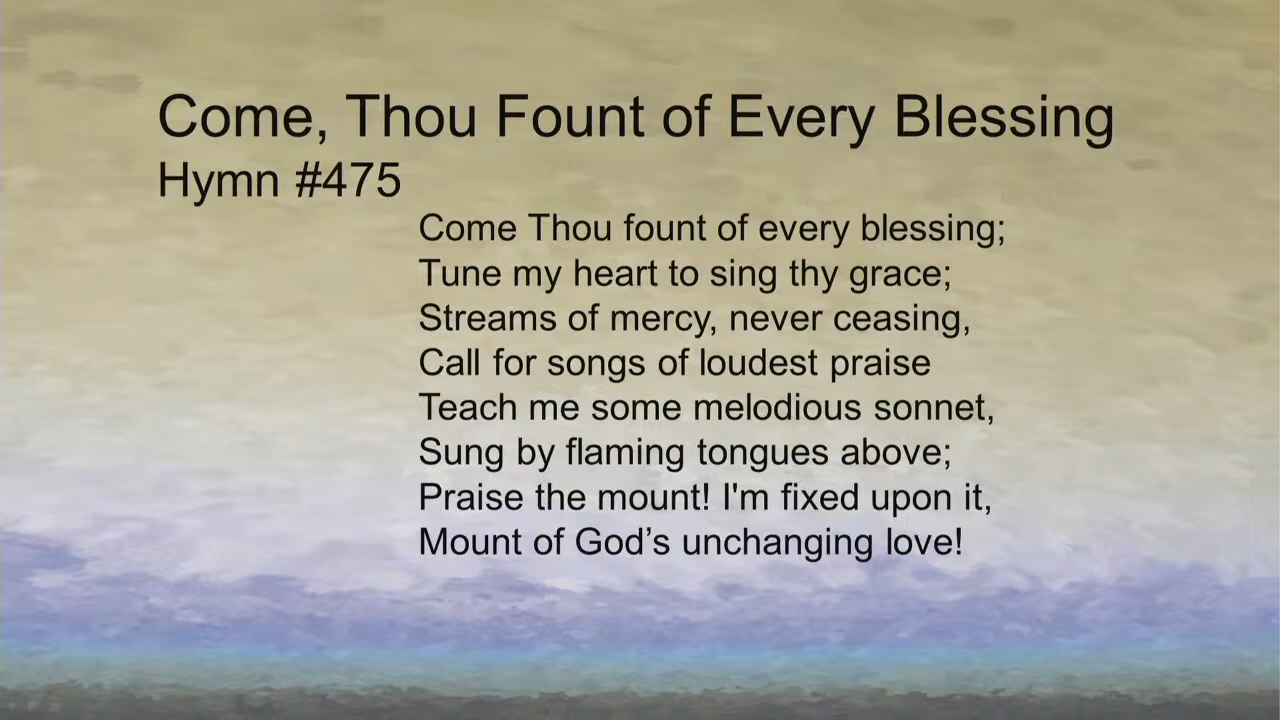 Come, Thou Fount of Every Blessing
Hymn #475
Come Thou fount of every blessing;
Tune my heart to sing thy grace;
Streams of mercy, never ceasing,
Call for songs of loudest praise
Teach me some melodious sonnet,
Sung by flaming tongues above;
Praise the mount! I'm fixed upon it,
Mount of God’s unchanging love!